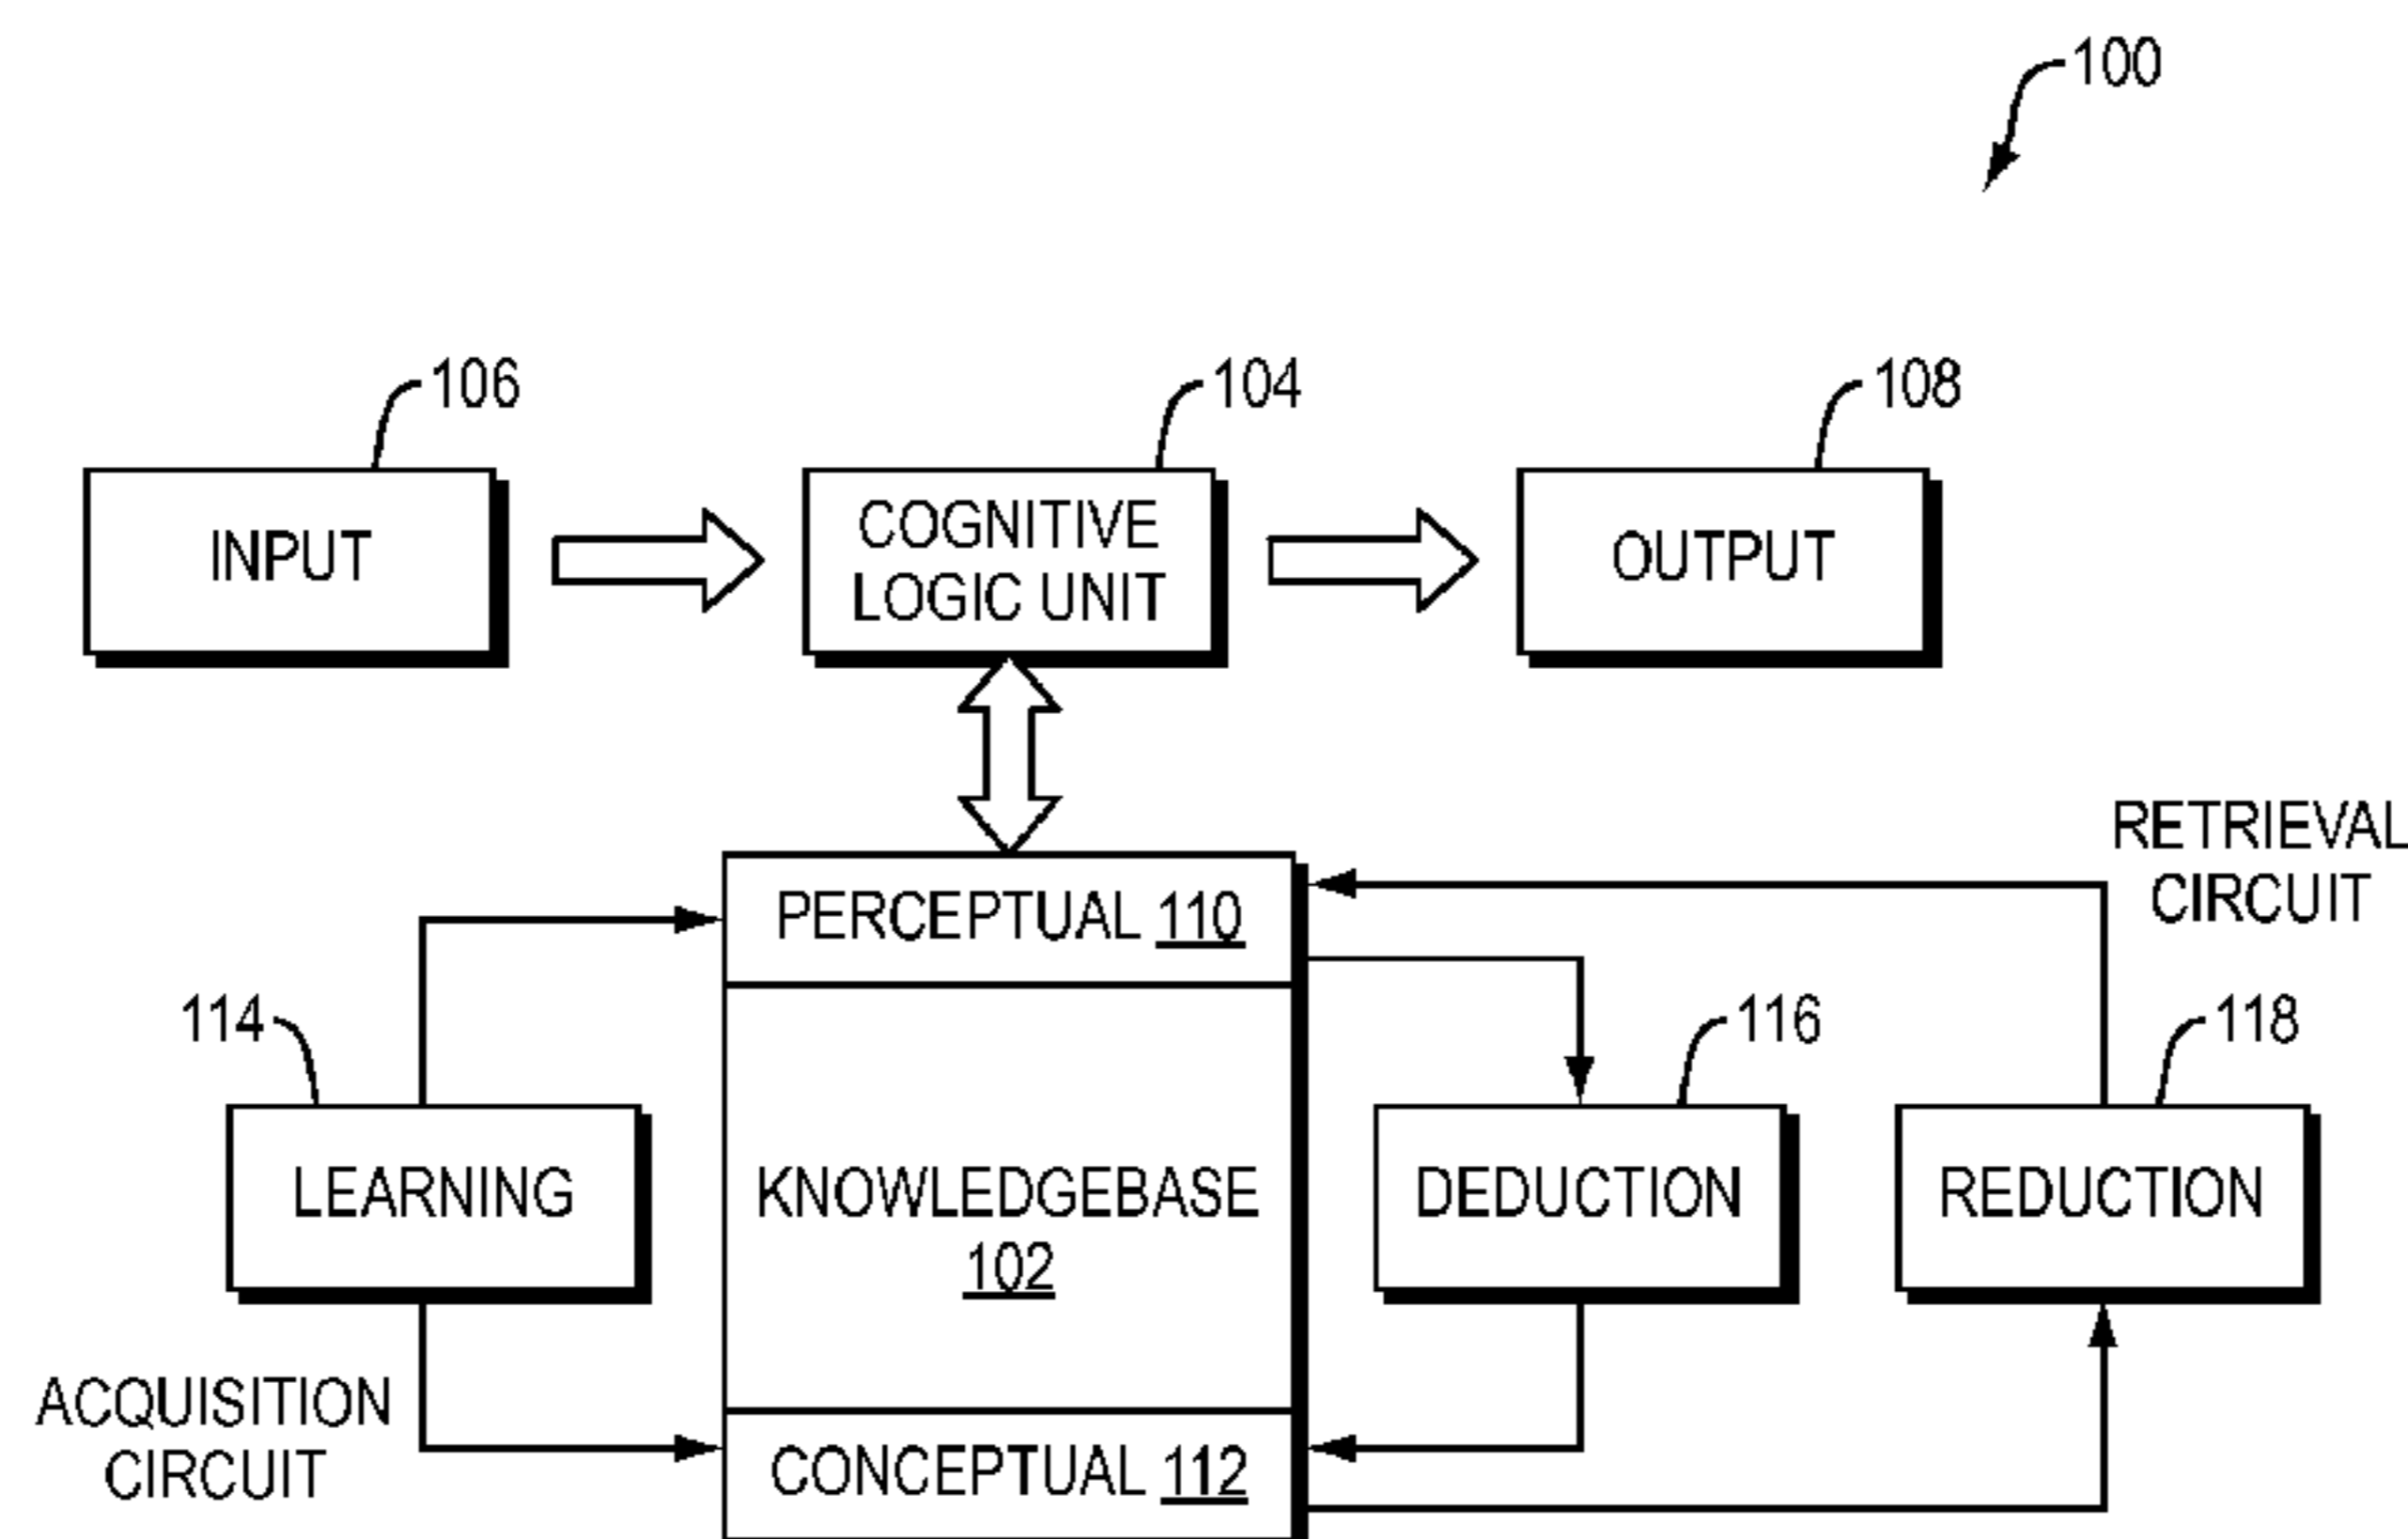 100
106
104
108
INPUT
COGNITIVE
LOGIC UNIT
OUTPUT
RETRIEVAL
CIRCUIT
PERCEPTUAL 110
114
116
118
LEARNING
KNOWLEDGEBASE
102
DEDUCTION
REDUCTION
ACQUISITION
CIRCUIT
CONCEPTUAL 112